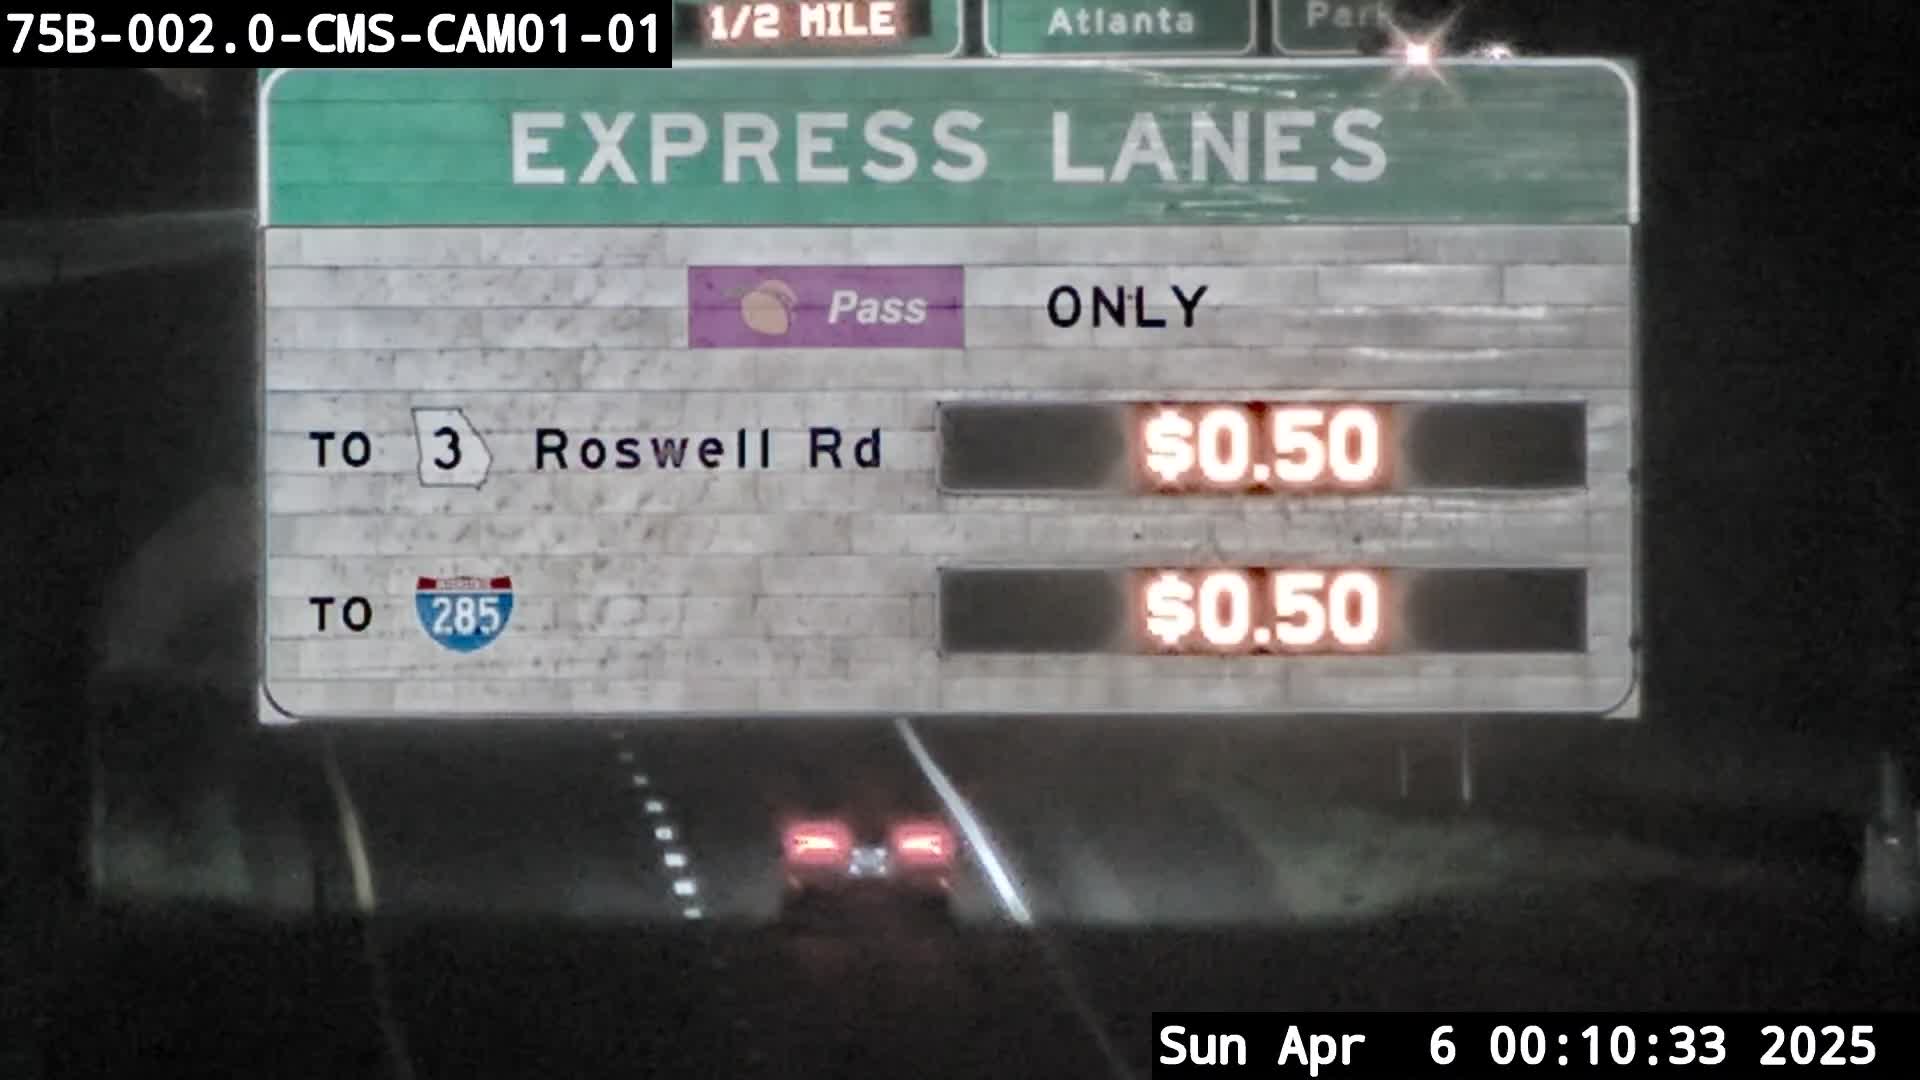 75B-002.0-CMS-CAM01-01
1/2 MILE
Atlanta
Park
EXPRESS LANES
Pass ONLY
TO 3 Roswell Rd $0.50
TO 285 $0.50
Sun Apr 6 00:10:33 2025